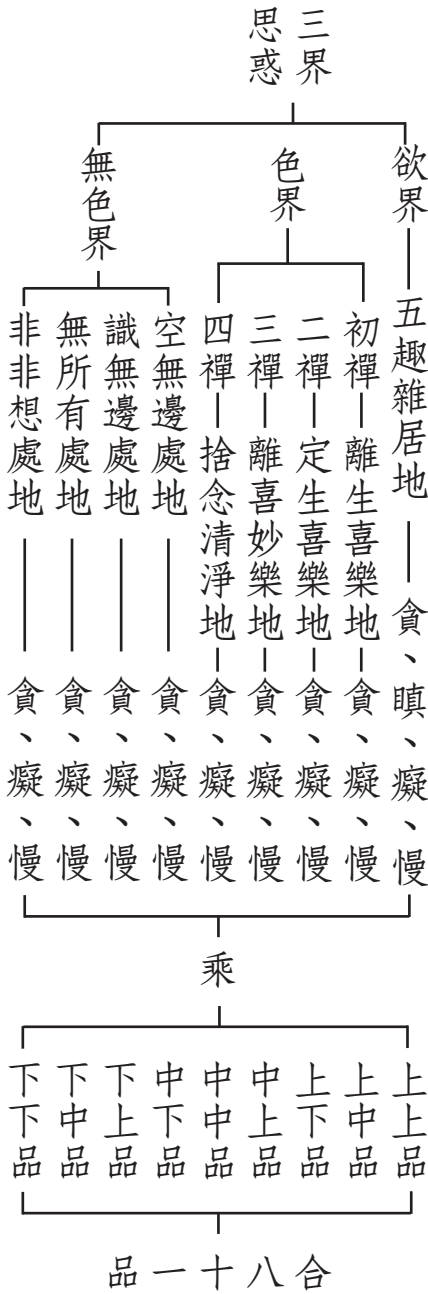 三界
思惑
欲界
色界
無色界
五趣雜居地
初禪
二禪
三禪
四禪
空無邊處地
識無邊處地
無所有處地
非非想處地
離生喜樂地
定生喜樂地
離喜妙樂地
捨念清淨地
貪、瞋、癡、慢
貪、癡、慢
貪、癡、慢
貪、癡、慢
貪、癡、慢
貪、癡、慢
貪、癡、慢
貪、癡、慢
貪、癡、慢
乘
上上品
上中品
上下品
中上品
中中品
中下品
下上品
下中品
下下品
合八十一品